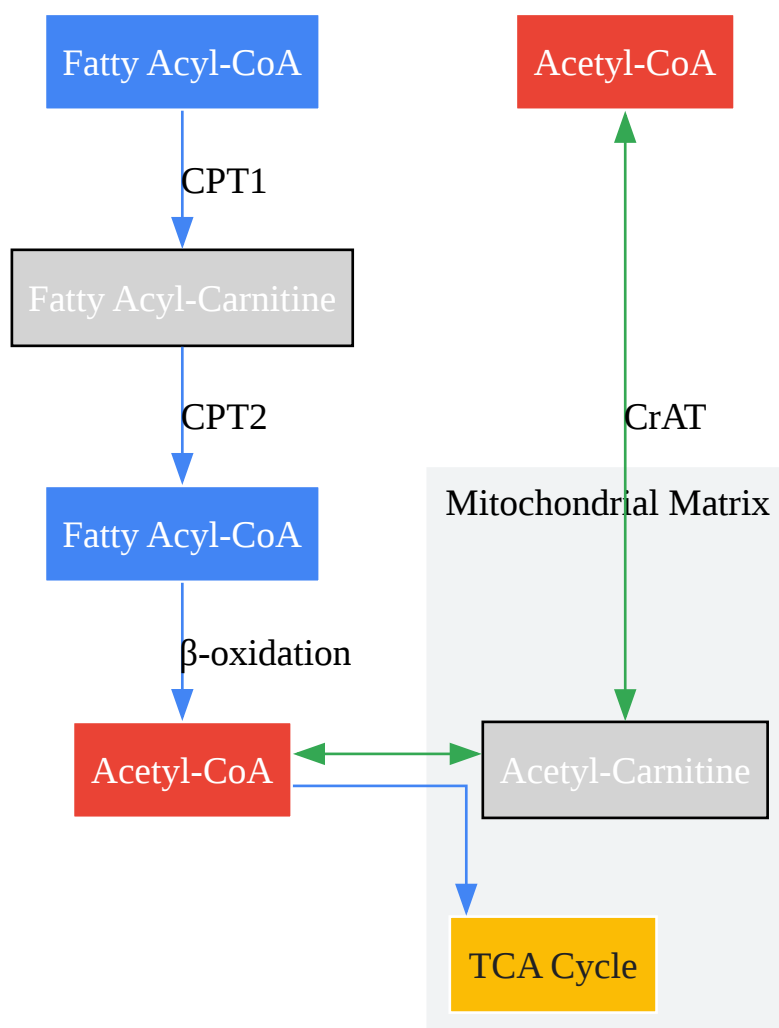 Fatty Acyl-CoA
Acetyl-CoA
CPT1
Fatty Acyl-Carnitine
CPT2
CrAT
Mitochondrial Matrix
Fatty Acyl-CoA
β-oxidation
Acetyl-CoA
Acetyl-Carnitine
TCA Cycle